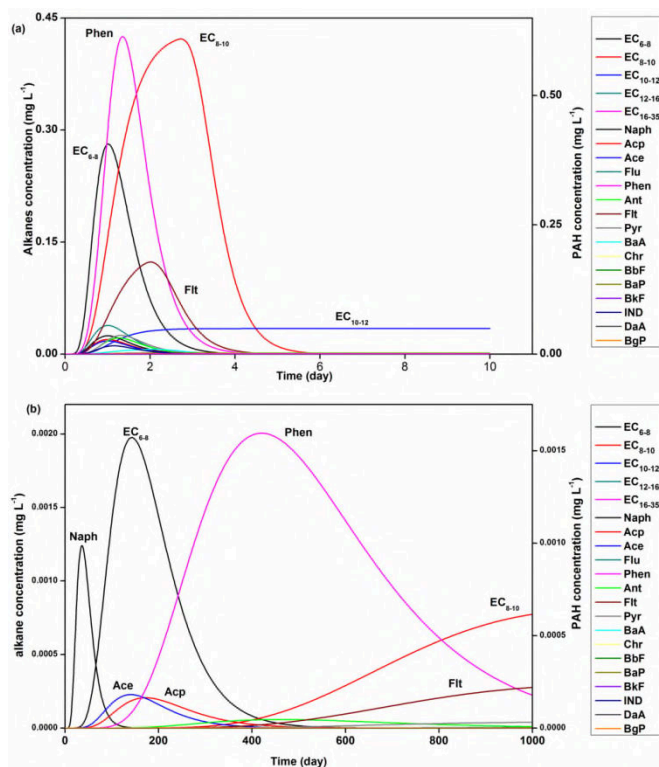 (a)
Phen
EC8-10
EC6-8
Flt
EC10-12
Alkanes concentration (mg L-1)
0.45
0.30
0.15
0.00
PAH concentration (mg L-1)
0.50
0.25
0.00
0 2 4 6 8 10
Time (day)
EC6-8
EC8-10
EC10-12
EC12-16
EC16-35
Naph
Acp
Ace
Flu
Phen
Ant
Flt
Pyr
BaA
Chr
BbF
BaP
BkF
IND
DaA
BgP
(b)
EC6-8
Phen
Naph
EC8-10
Ace
Acp
Flt
alkane concentration (mg L-1)
0.0020
0.0015
0.0010
0.0005
0.0000
PAH concentration (mg L-1)
0.0015
0.0010
0.0005
0.0000
0 200 400 600 800 1000
Time (day)
EC6-8
EC8-10
EC10-12
EC12-16
EC16-35
Naph
Acp
Ace
Flu
Phen
Ant
Flt
Pyr
BaA
Chr
BbF
BaP
BkF
IND
DaA
BgP